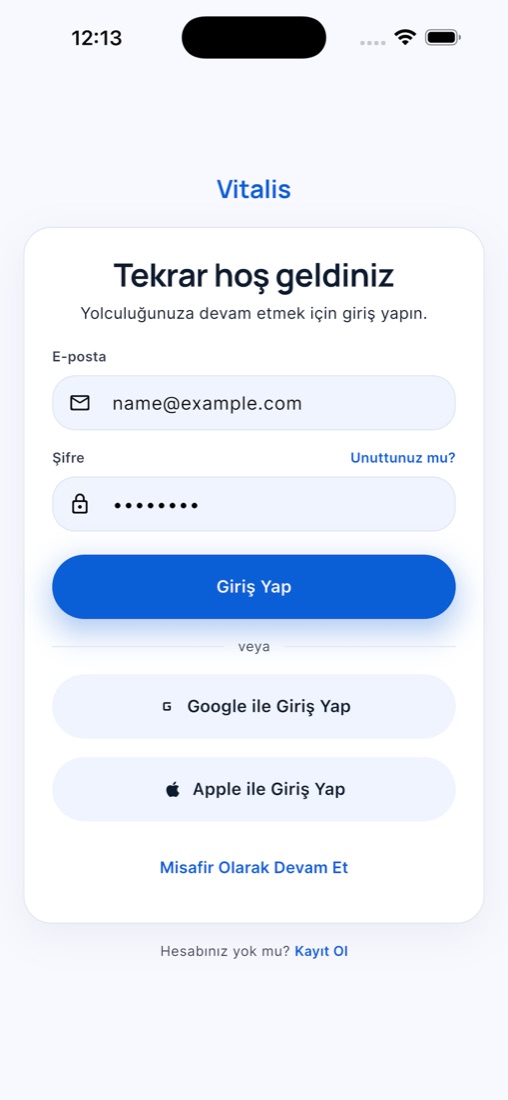 12:13
Vitalis
Tekrar hoş geldiniz
Yolculuğunuza devam etmek için giriş yapın.
E-posta
name@example.com
Şifre Unuttunuz mu?
••••••••
Giriş Yap
veya
G Google ile Giriş Yap
Apple ile Giriş Yap
Misafir Olarak Devam Et
Hesabınız yok mu? Kayıt Ol